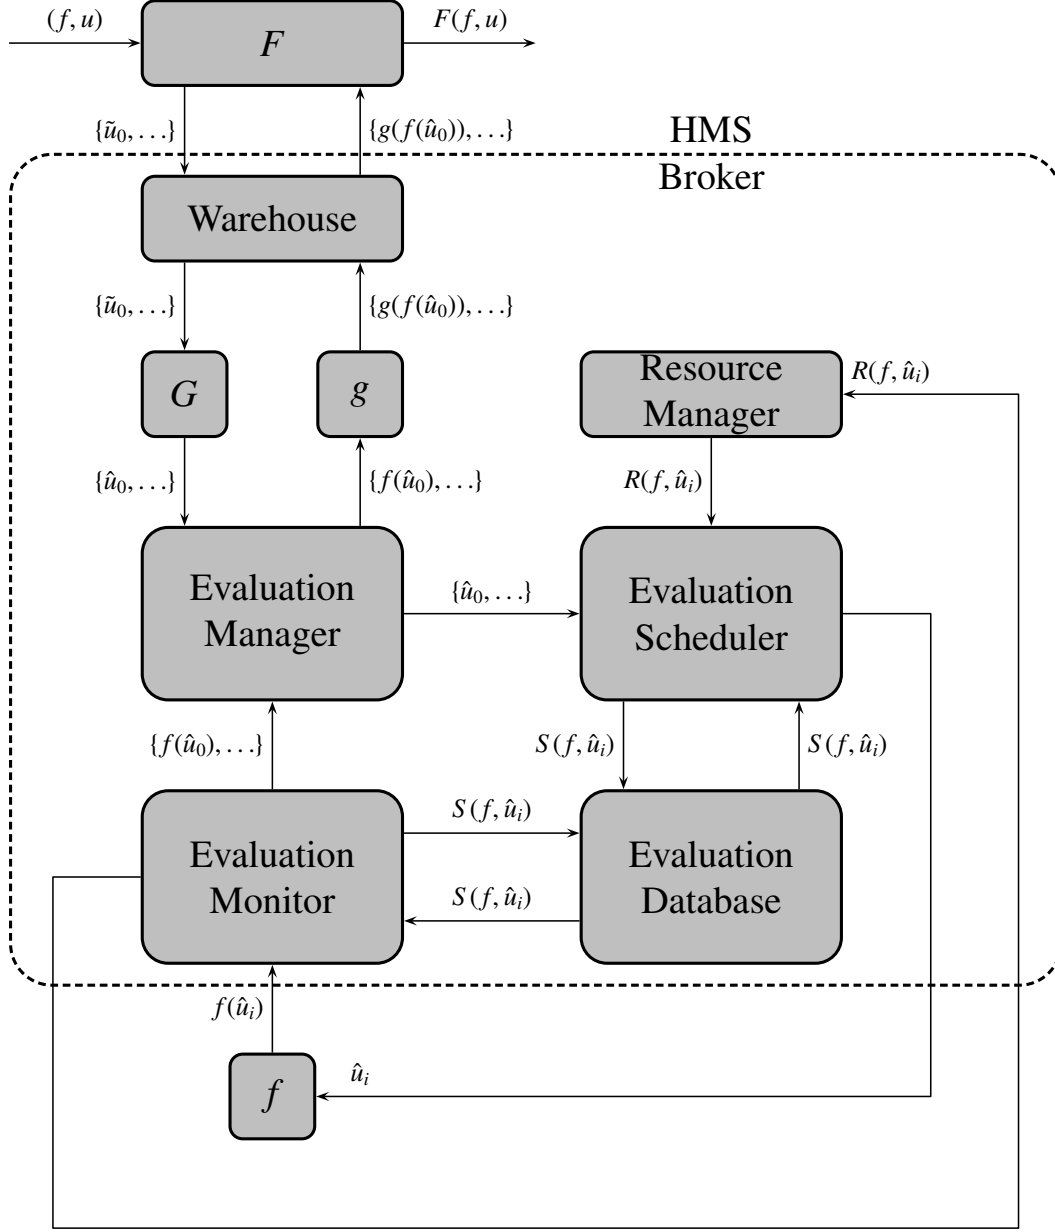 (f, u)
F
F(f, u)
{ũ₀, . . .}
{g(f(û₀)), . . .}
HMS
Broker
Warehouse
{ũ₀, . . .}
{g(f(û₀)), . . .}
G
g
Resource
Manager
R(f, ûᵢ)
{û₀, . . .}
{f(û₀), . . .}
R(f, ûᵢ)
Evaluation
Manager
{û₀, . . .}
Evaluation
Scheduler
{f(û₀), . . .}
S(f, ûᵢ)
S(f, ûᵢ)
Evaluation
Monitor
S(f, ûᵢ)
S(f, ûᵢ)
Evaluation
Database
f(ûᵢ)
f
ûᵢ